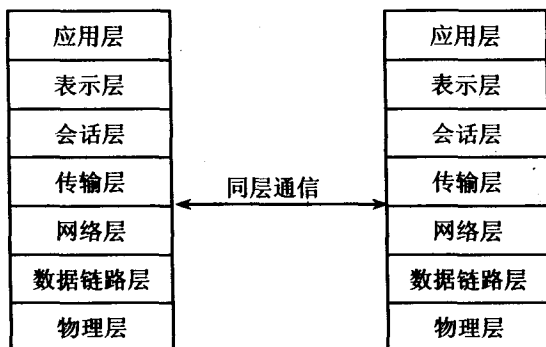 应用层 应用层
表示层 表示层
会话层 会话层
传输层 传输层
同层通信
网络层 网络层
数据链路层 数据链路层
物理层 物理层